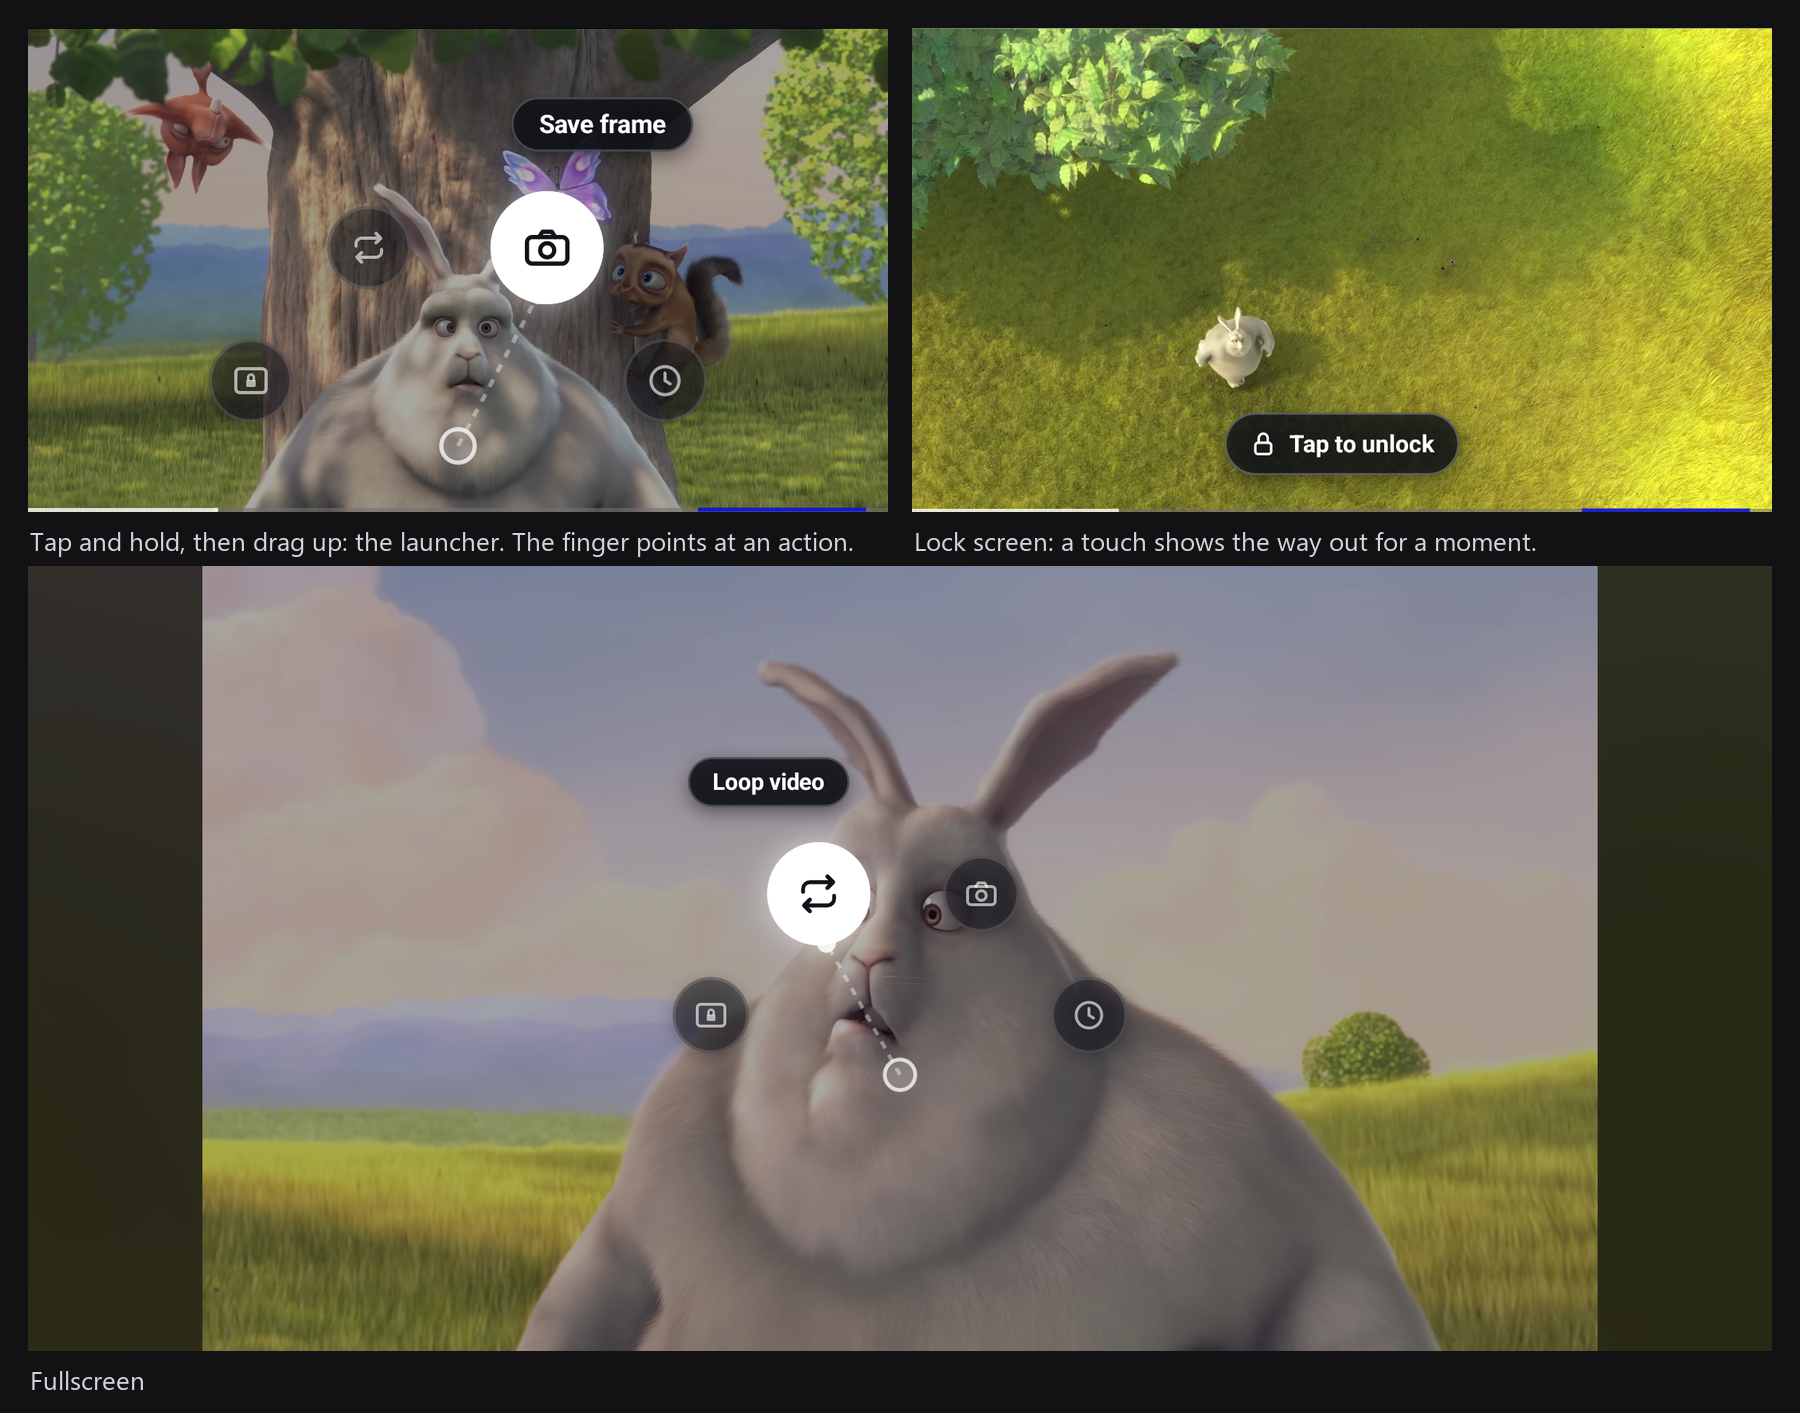 Save frame
Tap to unlock
Tap and hold, then drag up: the launcher. The finger points at an action.
Lock screen: a touch shows the way out for a moment.
Loop video
Fullscreen